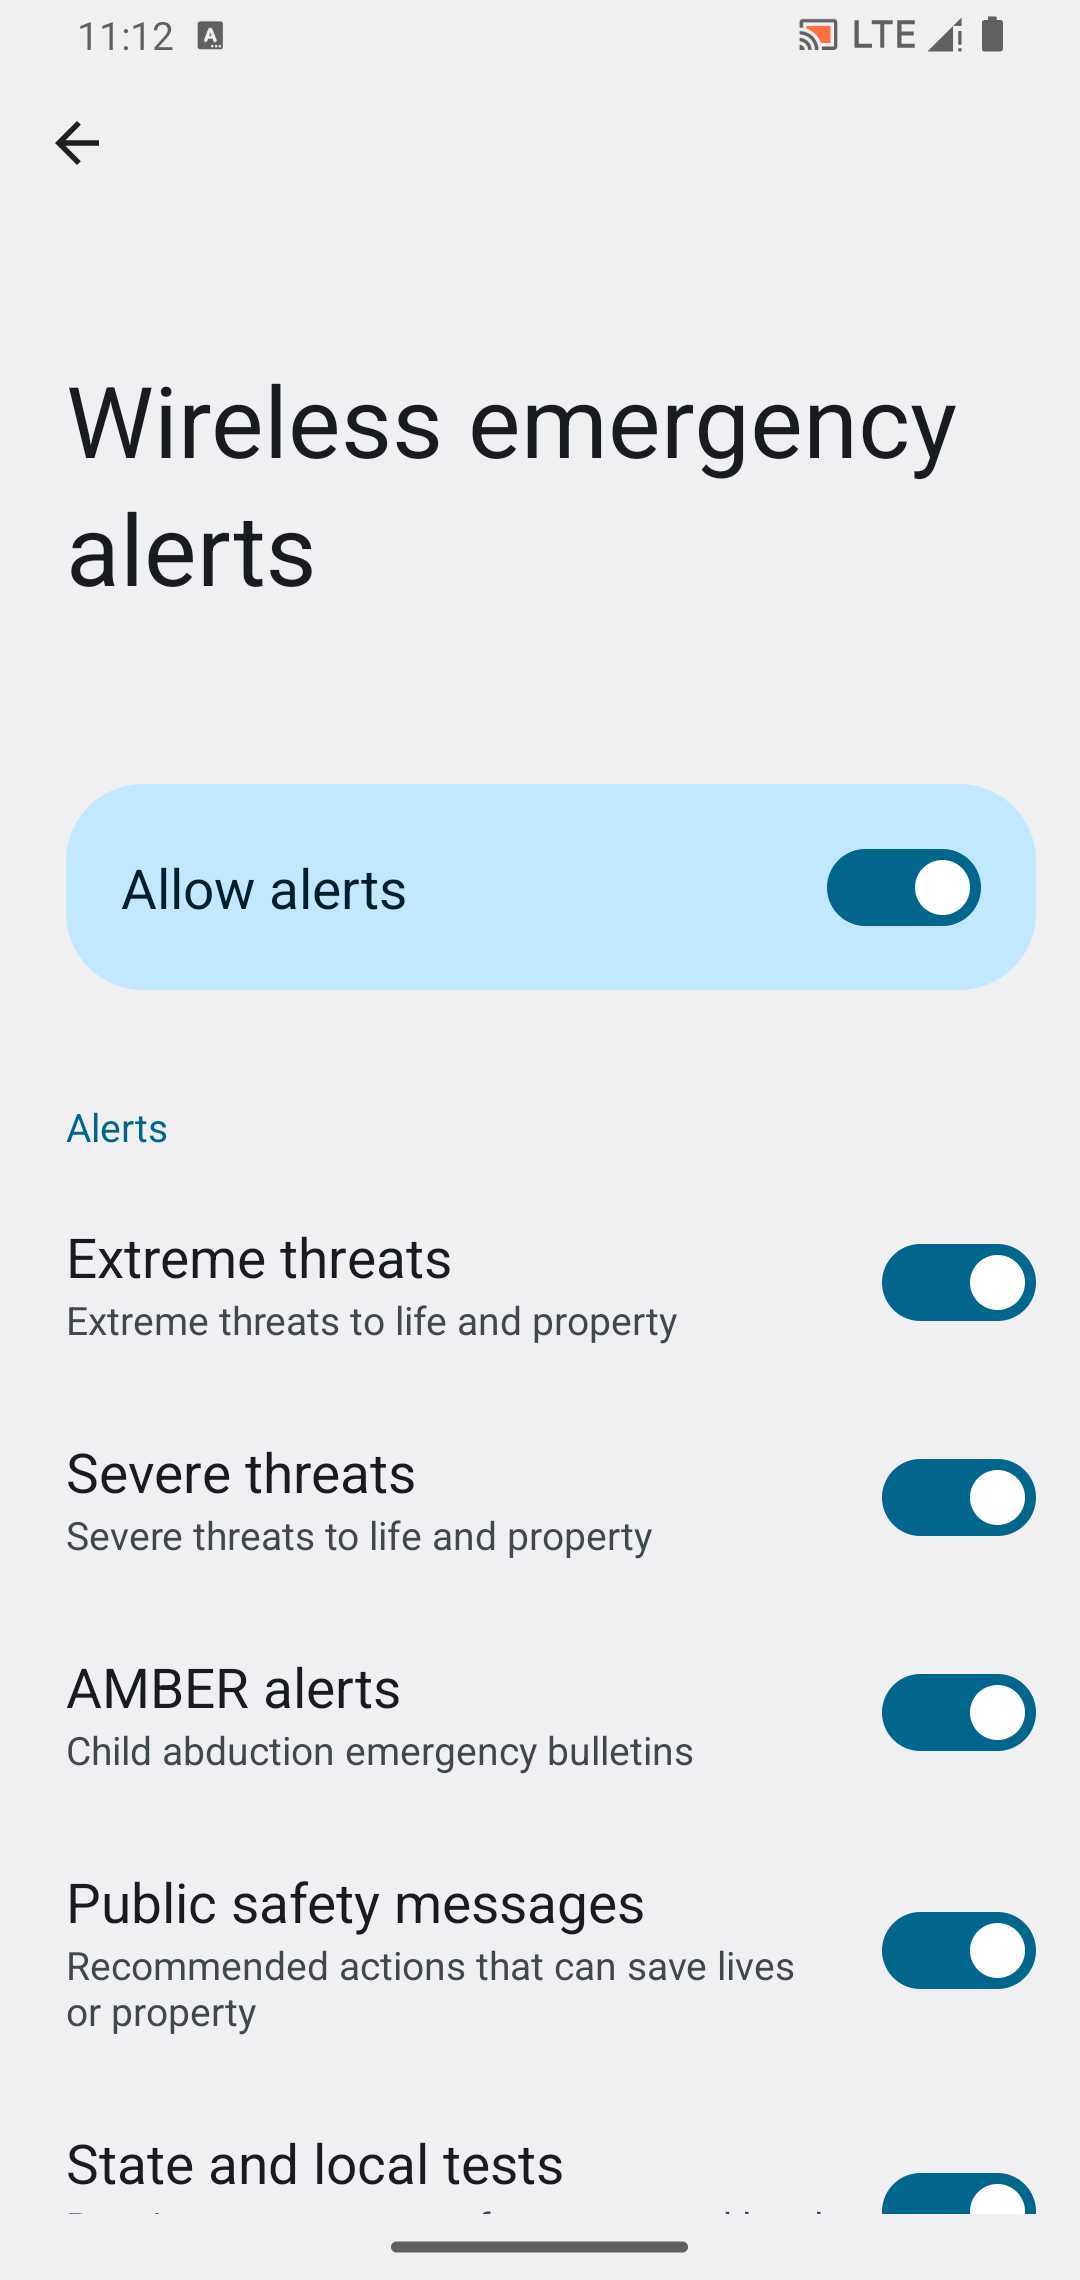 11:12
LTE
Wireless emergency
alerts
Allow alerts
Alerts
Extreme threats
Extreme threats to life and property
Severe threats
Severe threats to life and property
AMBER alerts
Child abduction emergency bulletins
Public safety messages
Recommended actions that can save lives
or property
State and local tests